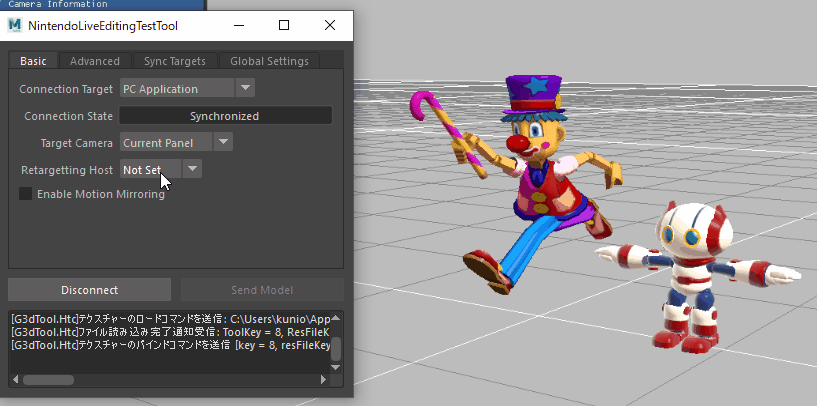 Camera Information
NintendoLiveEditingTestTool
Basic
Advanced
Sync Targets
Global Settings
Connection Target
PC Application
Connection State
Synchronized
Target Camera
Current Panel
Retargetting Host
Not Set
Enable Motion Mirroring
Disconnect
Send Model
[G3dTool.Htc]テクスチャーのロードコマンドを送信: C:\Users\kunio\App
[G3dTool.Htc]ファイル読み込み完了通知受信: ToolKey = 8, ResFileK
[G3dTool.Htc]テクスチャーのバインドコマンドを送信 [key = 8, resFileKey